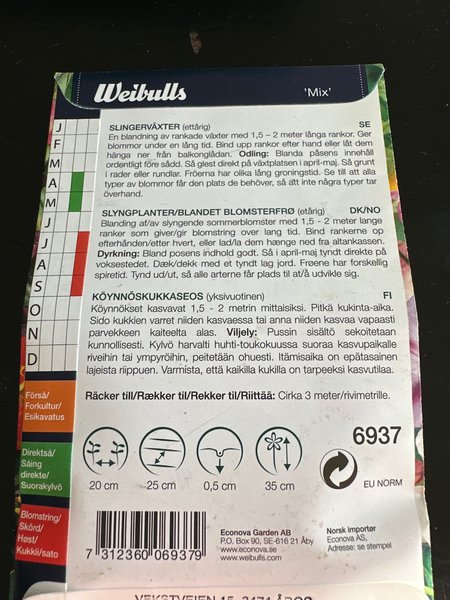 Weibulls
'Mix'
SLINGERVÄXTER (ettårig) SE
En blandning av rankade växter med 1,5 – 2 meter långa rankor. Ger
blommor under en lång tid. Bind upp rankor efter hand eller låt dem
hänga ner från balkonglådan. Odling: Blanda påsens innehåll
ordentligt före sådd. Så glest direkt på växtplatsen i april-maj. Så grunt
i rader eller rundlar. Fröerna har olika lång groningstid. Se till att alla
typer av blommor får den plats de behöver, så att inte några typer tar
överhand.
SLYNGPLANTER/BLANDET BLOMSTERFRØ (etårig) DK/NO
Blanding af/av slyngende sommerblomster med 1,5 - 2 meter lange
ranker som giver/gir blomstring over lang tid. Bind rankerne op
efterhånden/etter hvert, eller lad/la dem hænge ned fra altankassen.
Dyrkning: Bland posens indhold godt. Så i april-maj tyndt direkte på
voksestedet. Dæk/dekk med et tyndt lag jord. Frøene har forskellig
spiretid. Tynd ud/ut, så alle arterne får plads til at/å udvikle sig.
KÖYNNÖSKUKKASEOS (yksivuotinen) FI
Köynnökset kasvavat 1,5 - 2 metrin mittaisiksi. Pitkä kukinta-aika.
Sido kukkien varret niiden kasvaessa tai anna niiden kasvaa vapaasti
parvekkeen kaiteelta alas. Viljely: Pussin sisältö sekoitetaan
kunnollisesti. Kylvö harvalti huhti-toukokuussa suoraa kasvupaikalle
riveihin tai ympyröihin, peitetään ohuesti. Itämisaika on epätasainen
lajeista riippuen. Varmista, että kaikilla kukilla on tarpeeksi kasvutilaa.
Räcker till/Rækker til/Rekker til/Riittää: Cirka 3 meter/rivimetrille.
J
F
M
A
M
J
J
A
S
O
N
D
Förså/
Forkultur/
Esikavatus
Direktså/
Såing
direkte/
Suorakylvö
Blomstring/
Skörd/
Høst/
Kukkii/sato
20 cm
25 cm
0,5 cm
35 cm
6937
EU NORM
7 312360 069379
Econova Garden AB
P.O. Box 90, SE-616 21 Åby
www.econova.se
www.weibulls.com
Norsk importør
Econova AS,
Adresse: se stempel